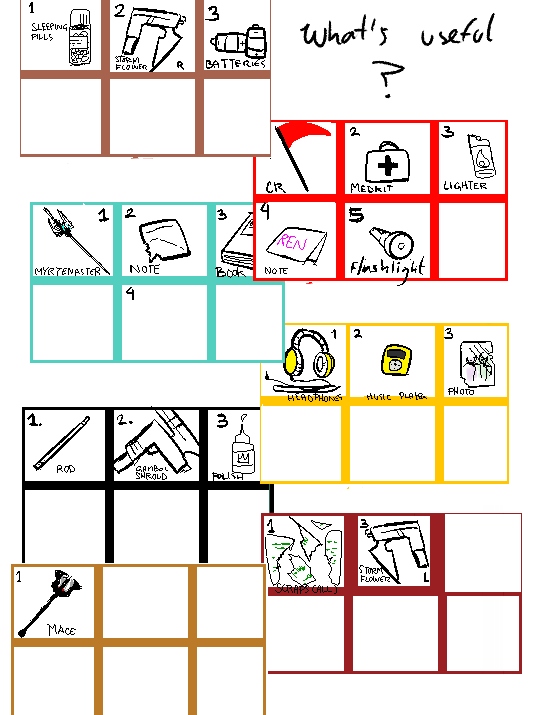 What's useful
?
1
SLEEPING
PILLS
2
STORM
FLOWER R
3
BATTERIES
CR
2
MEDKIT
3
LIGHTER
4
REN
NOTE
5
Flashlight
1
MYRTENASTER
2
NOTE
3
BOOK
4
1
HEADPHONES
2
MUSIC PLAYER
3
PHOTO
1.
ROD
2.
GAMBOL
SHROUD
3
POLISH
1
SCRAPS
3
STORM
FLOWER L
1
MACE